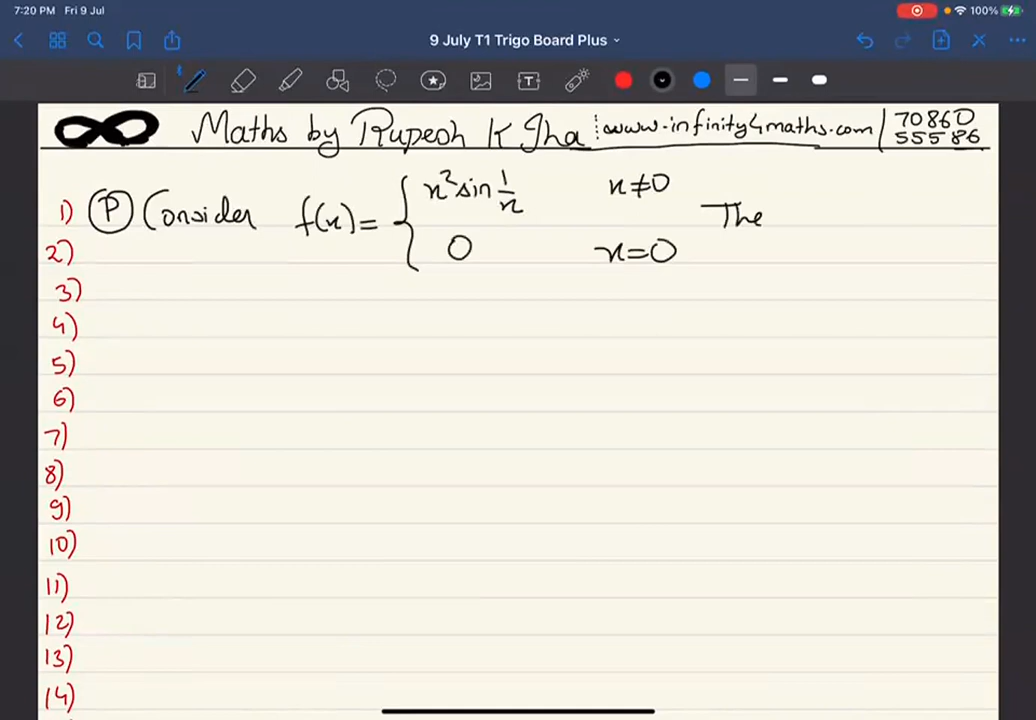 7:20 PM Fri 9 Jul
100%
9 July T1 Trigo Board Plus
T
Maths by Rupesh K Jha www.infinity4maths.com 70860 55586
1) P Consider f(x)= { x² sin 1/x x≠0 The
2) 0 x=0
3)
4)
5)
6)
7)
8)
9)
10)
11)
12)
13)
14)